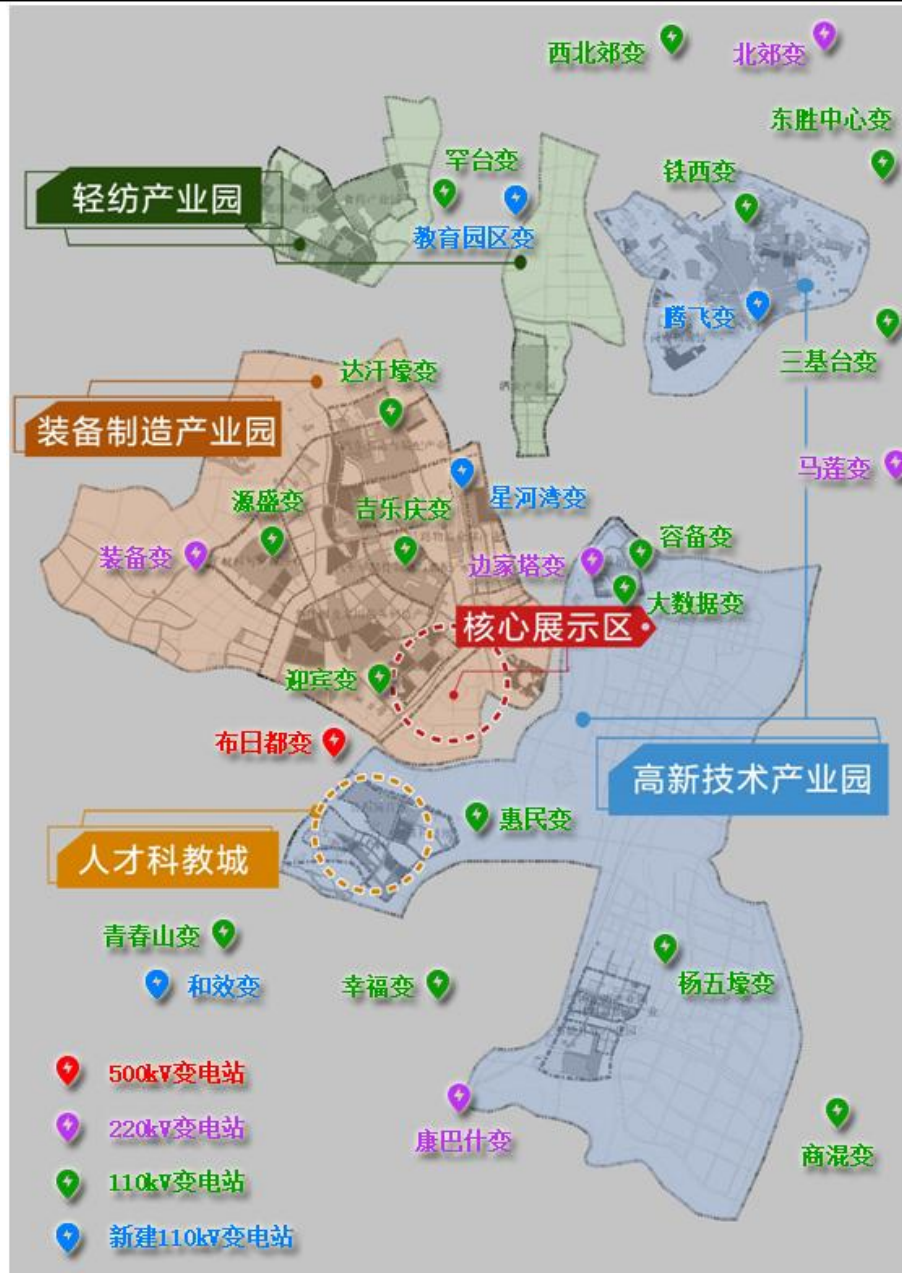 西北郊变
北郊变
东胜中心变
罕台变
铁西变
轻纺产业园
教育园区变
腾飞变
三基台变
达汗壕变
装备制造产业园
马莲变
源盛变
吉乐庆变
星河湾变
装备变
边家塔变
容备变
大数据变
核心展示区
迎宾变
布日都变
高新技术产业园
惠民变
人才科教城
青春山变
和效变
幸福变
杨五壕变
500kV变电站
220kV变电站
康巴什变
商混变
110kV变电站
新建110kV变电站